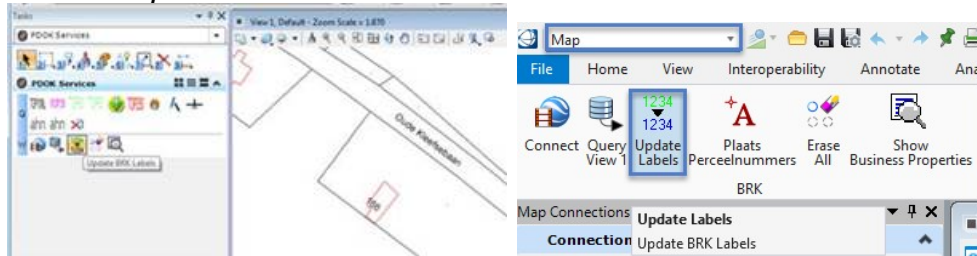 Tasks
PDOK Services
PDOK Services
Update BRK Labels
View 1, Default - Zoom Scale = 1.870
Oude Kleefsebaan
Map
File Home View Interoperability Annotate Ana
1234
1234
Connect Query View 1 Update Labels Plaats Perceelnummers Erase All Show Business Properties
BRK
Map Connections
Update Labels
Connection
Update BRK Labels